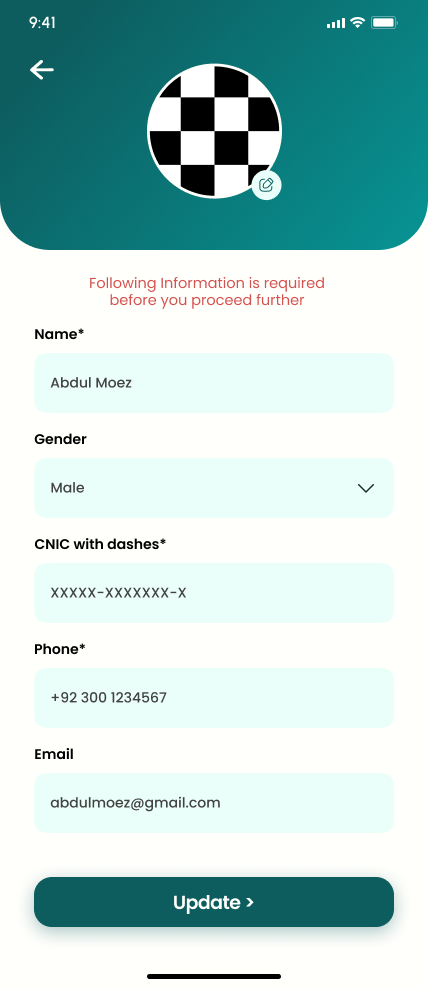 9:41
Following Information is required
before you proceed further
Name*
Abdul Moez
Gender
Male
CNIC with dashes*
XXXXX-XXXXXXX-X
Phone*
+92 300 1234567
Email
abdulmoez@gmail.com
Update >